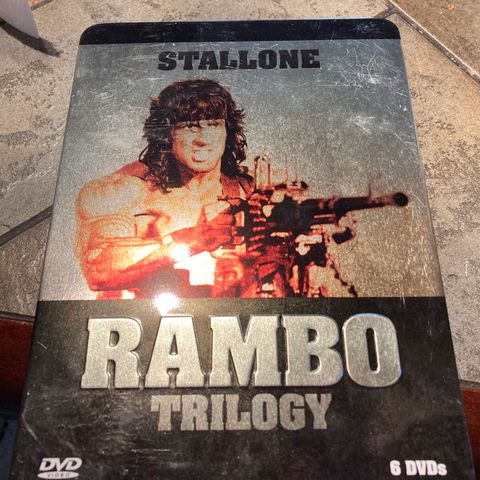 STALLONE
RAMBO
TRILOGY
DVD
VIDEO
6 DVDs